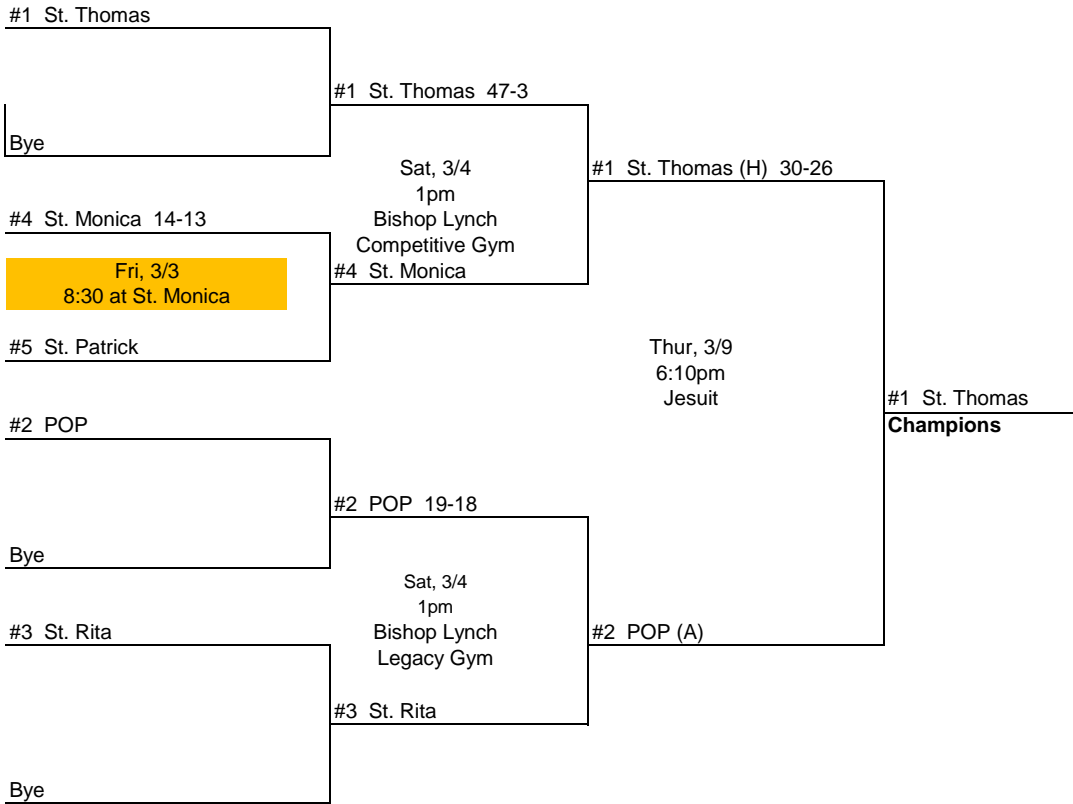 #1 St. Thomas
#1 St. Thomas 47-3
Bye
Sat, 3/4
1pm
Bishop Lynch
Competitive Gym
#1 St. Thomas (H) 30-26
#4 St. Monica 14-13
Fri, 3/3
8:30 at St. Monica
#4 St. Monica
#5 St. Patrick
Thur, 3/9
6:10pm
Jesuit
#1 St. Thomas
Champions
#2 POP
#2 POP 19-18
Bye
Sat, 3/4
1pm
Bishop Lynch
Legacy Gym
#3 St. Rita
#2 POP (A)
#3 St. Rita
Bye